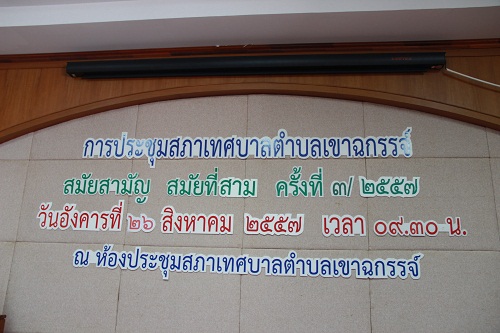 การประชุมสภาเทศบาลตำบลเขาฉกรรจ์
สมัยสามัญ สมัยที่สาม ครั้งที่ ๓/ ๒๕๕๗
วันอังคารที่ ๒๖ สิงหาคม ๒๕๕๗ เวลา ๐๙.๓๐ น.
ณ ห้องประชุมสภาเทศบาลตำบลเขาฉกรรจ์